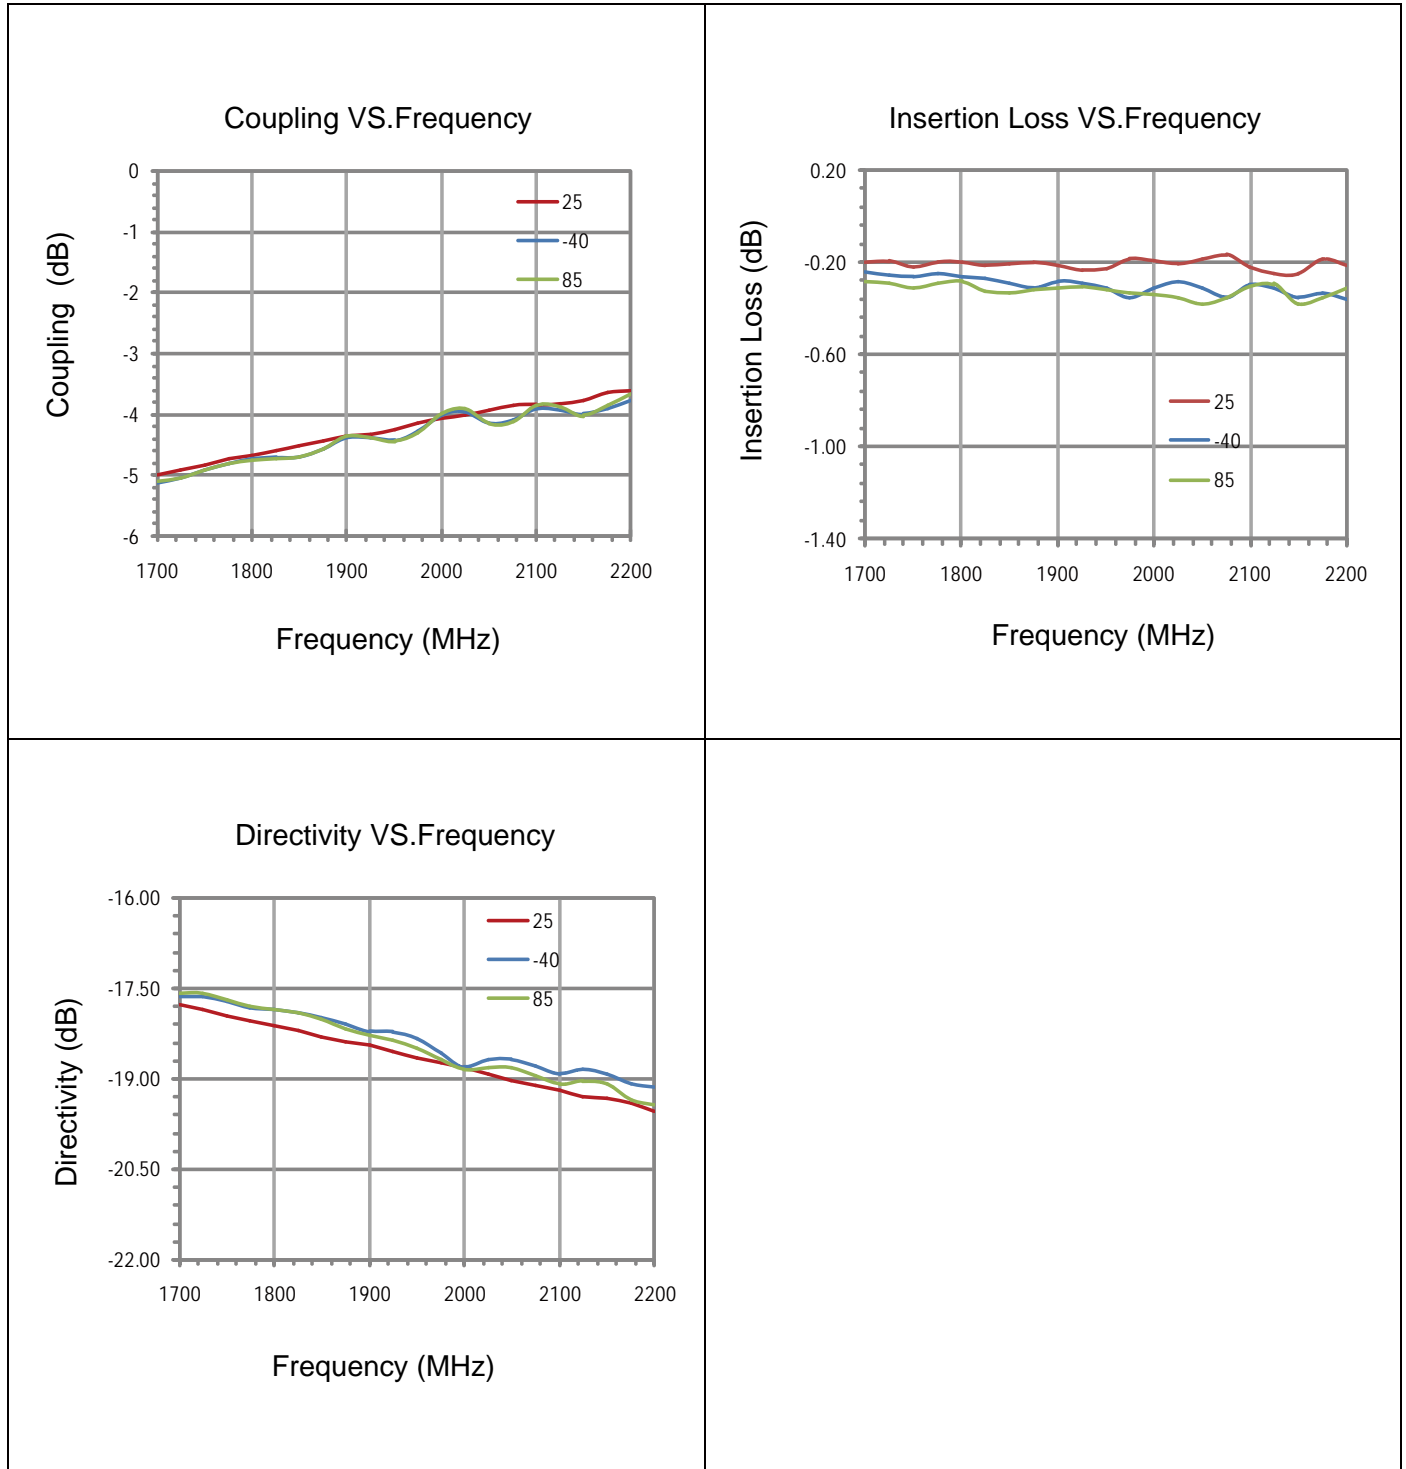 Coupling VS.Frequency
0
-1
-2
-3
-4
-5
-6
Coupling (dB)
25
-40
85
1700 1800 1900 2000 2100 2200
Frequency (MHz)
Insertion Loss VS.Frequency
0.20
-0.20
-0.60
-1.00
-1.40
Insertion Loss (dB)
25
-40
85
1700 1800 1900 2000 2100 2200
Frequency (MHz)
Directivity VS.Frequency
-16.00
-17.50
-19.00
-20.50
-22.00
Directivity (dB)
25
-40
85
1700 1800 1900 2000 2100 2200
Frequency (MHz)